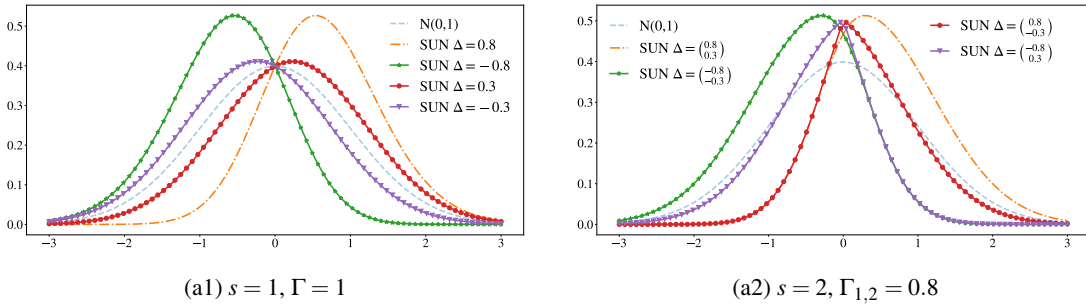 N(0,1)
SUN Δ = 0.8
SUN Δ = −0.8
SUN Δ = 0.3
SUN Δ = −0.3
0.5
0.4
0.3
0.2
0.1
0.0
−3 −2 −1 0 1 2 3
(a1) s = 1, Γ = 1
N(0,1)
SUN Δ = (0.8 0.3)
SUN Δ = (−0.8 −0.3)
SUN Δ = (0.8 −0.3)
SUN Δ = (−0.8 0.3)
0.5
0.4
0.3
0.2
0.1
0.0
−3 −2 −1 0 1 2 3
(a2) s = 2, Γ1,2 = 0.8